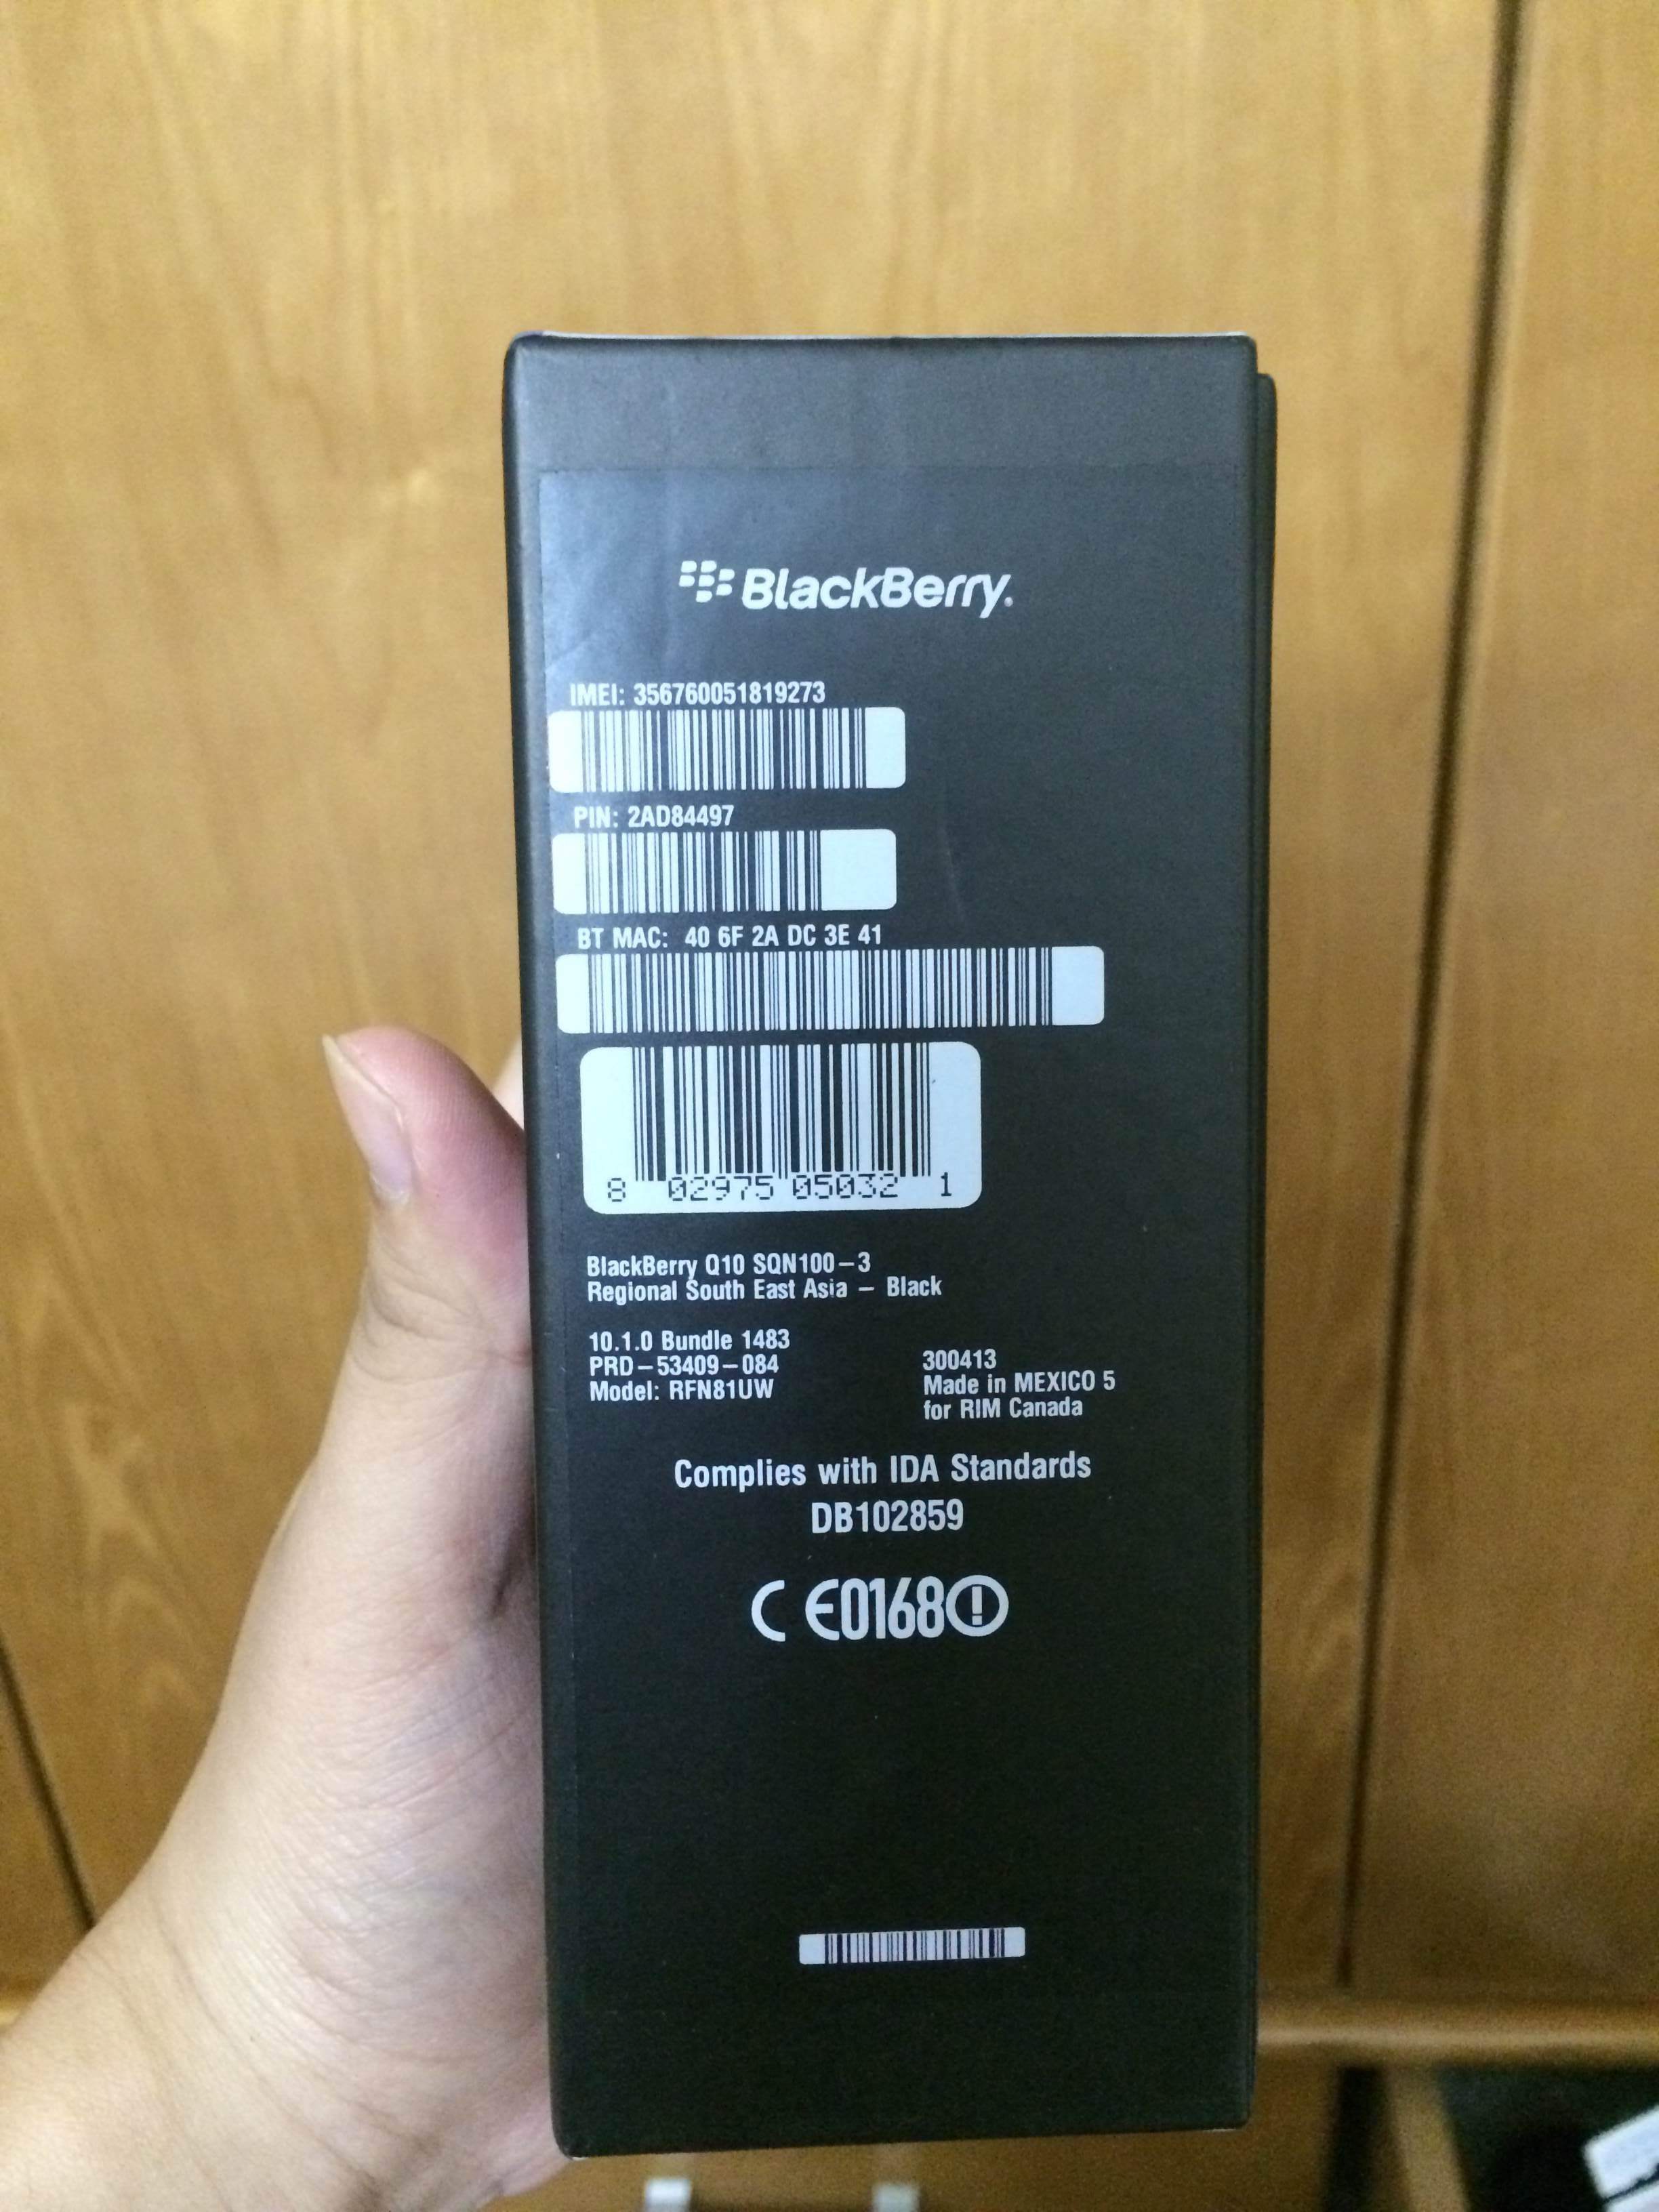 BlackBerry.
IMEI: 356760051819273
PIN: 2AD84497
BT MAC: 40 6F 2A DC 3E 41
8 02975 05032 1
BlackBerry Q10 SQN100-3
Regional South East Asia - Black
10.1.0 Bundle 1483
PRD-53409-084
Model: RFN81UW
300413
Made in MEXICO 5
for RIM Canada
Complies with IDA Standards
DB102859
CE0168